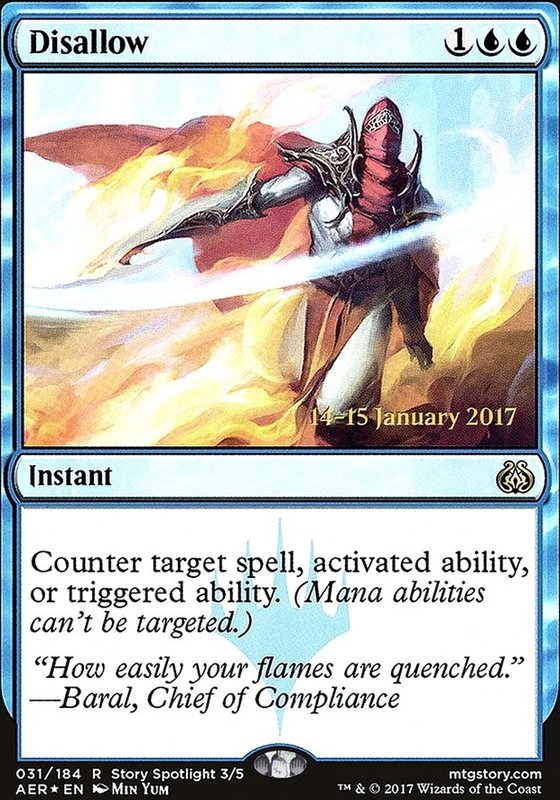 Disallow 1
14–15 January 2017
Instant
Counter target spell, activated ability,
or triggered ability. (Mana abilities
can't be targeted.)
“How easily your flames are quenched.”
—Baral, Chief of Compliance
031/184 R Story Spotlight 3/5 mtgstory.com
AER★EN Min Yum ™ & © 2017 Wizards of the Coast